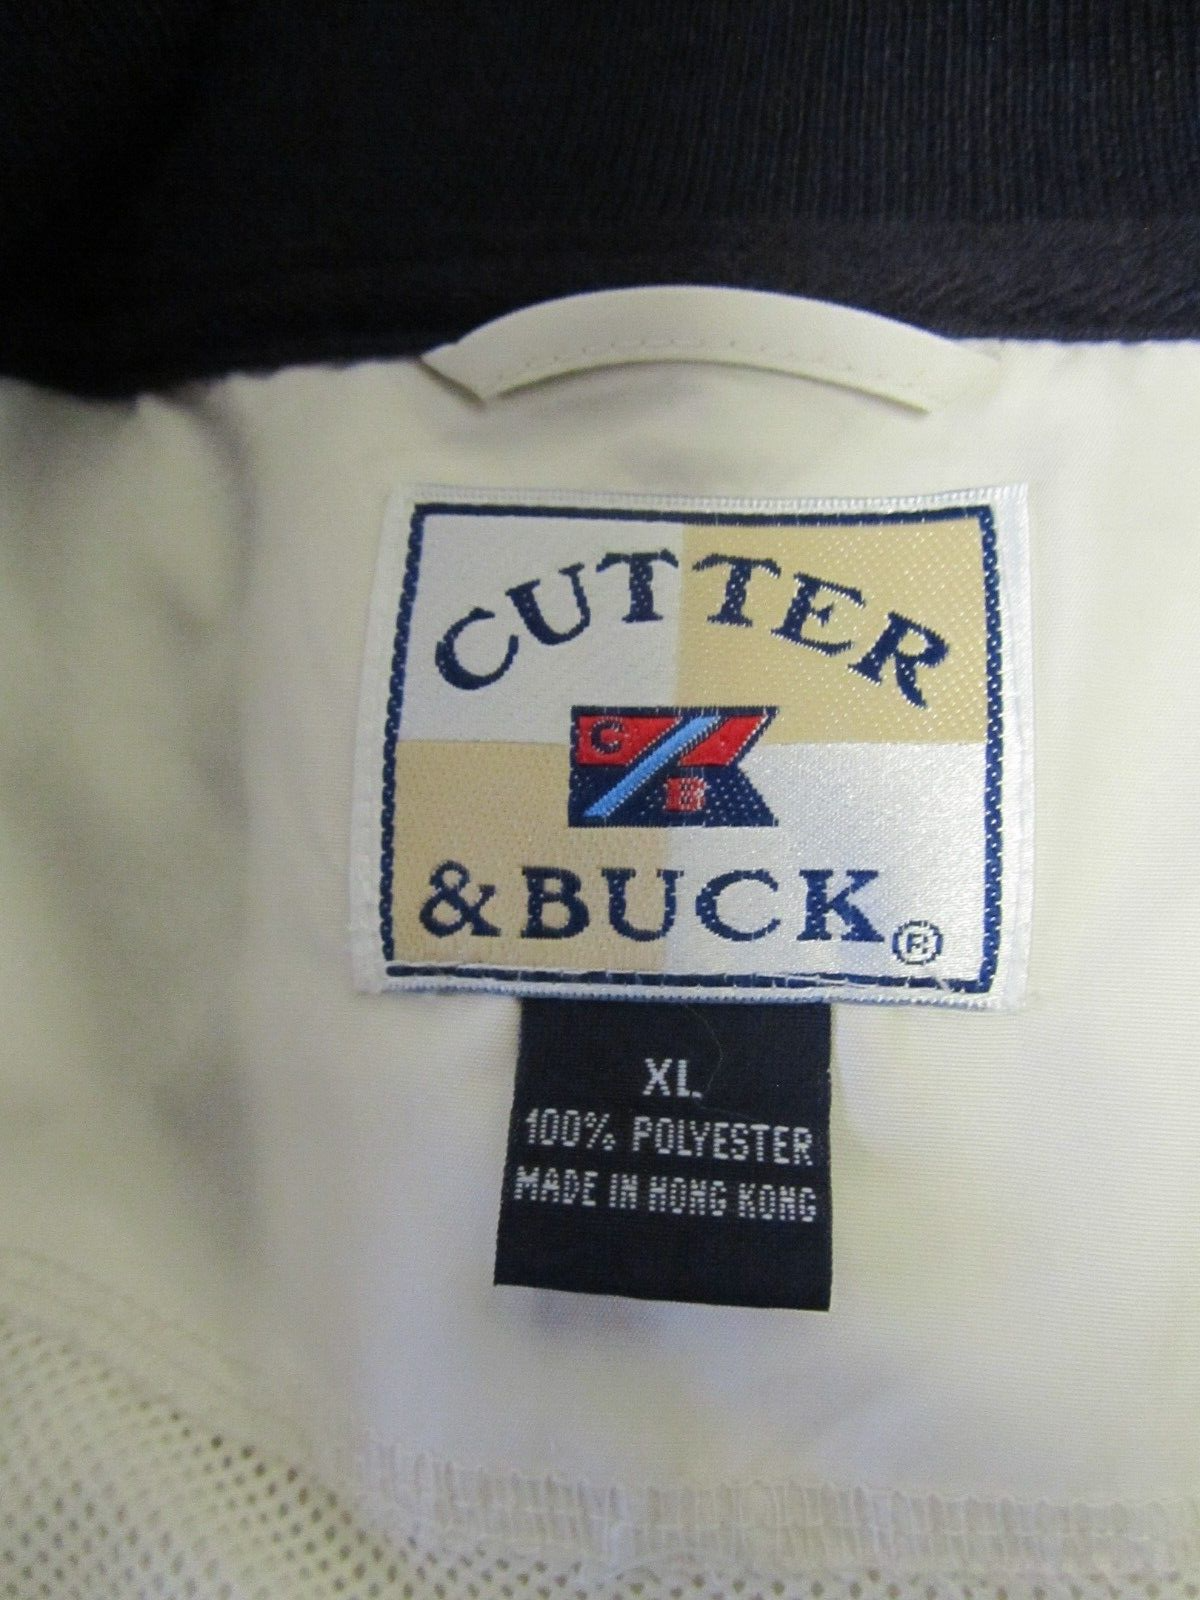 CUTTER
C
B
& BUCK®
XL
100% POLYESTER
MADE IN HONG KONG